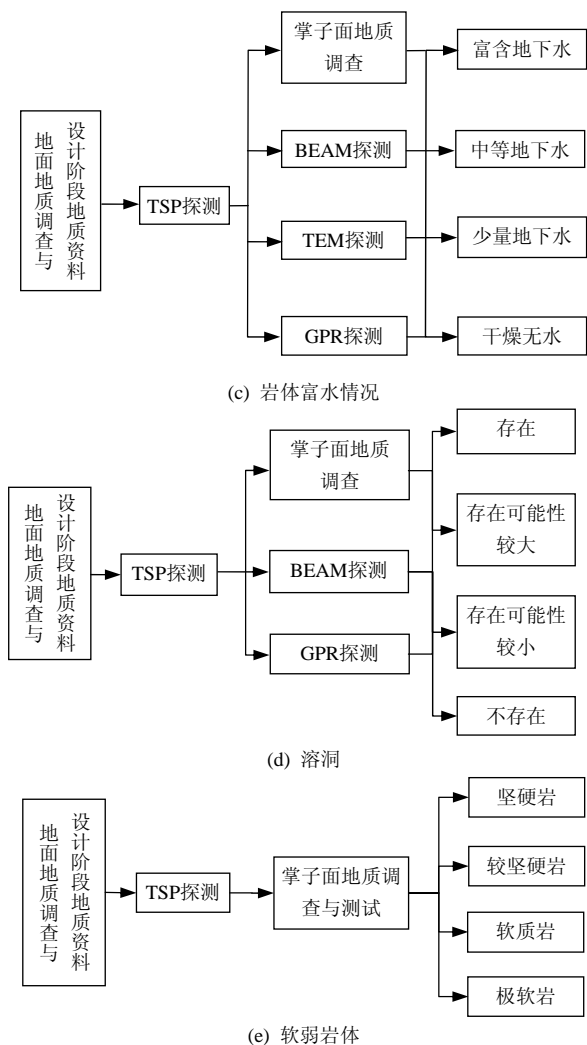 地面地质调查与
设计阶段地质资料
TSP探测
掌子面地质
调查
BEAM探测
TEM探测
GPR探测
富含地下水
中等地下水
少量地下水
干燥无水
(c) 岩体富水情况
地面地质调查与
设计阶段地质资料
TSP探测
掌子面地质
调查
BEAM探测
GPR探测
存在
存在可能性
较大
存在可能性
较小
不存在
(d) 溶洞
地面地质调查与
设计阶段地质资料
TSP探测
掌子面地质调
查与测试
坚硬岩
较坚硬岩
软质岩
极软岩
(e) 软弱岩体